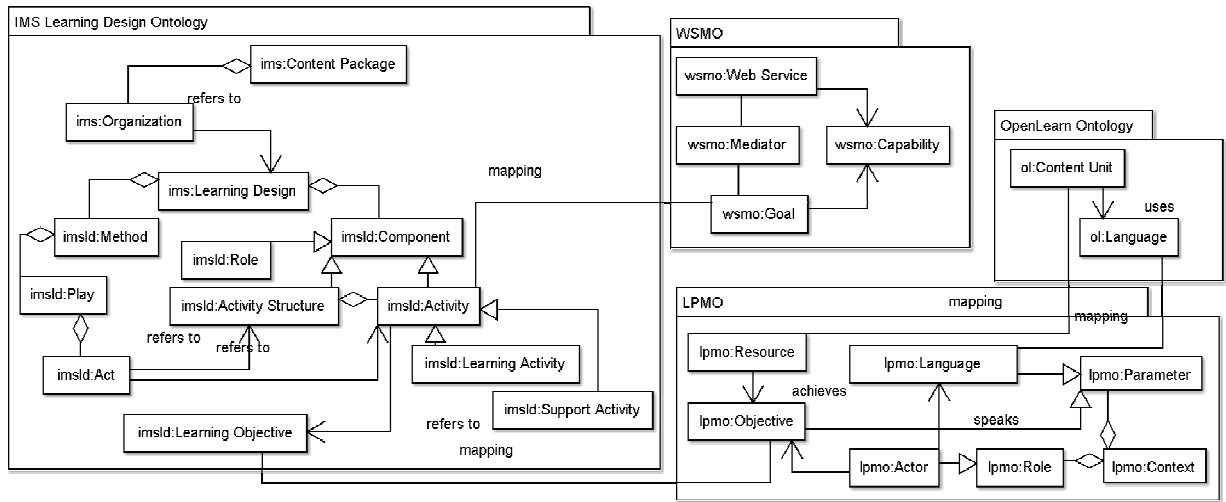 IMS Learning Design Ontology
ims:Content Package
refers to
ims:Organization
ims:Learning Design
imsld:Method
imsld:Component
imsld:Role
imsld:Play
imsld:Activity Structure
imsld:Activity
refers to
refers to
imsld:Act
imsld:Learning Activity
imsld:Support Activity
refers to
imsld:Learning Objective
mapping
mapping
WSMO
wsmo:Web Service
wsmo:Mediator
wsmo:Capability
wsmo:Goal
OpenLearn Ontology
ol:Content Unit
uses
ol:Language
LPMO
mapping
mapping
lpmo:Resource
lpmo:Language
lpmo:Parameter
achieves
lpmo:Objective
speaks
lpmo:Actor
lpmo:Role
lpmo:Context